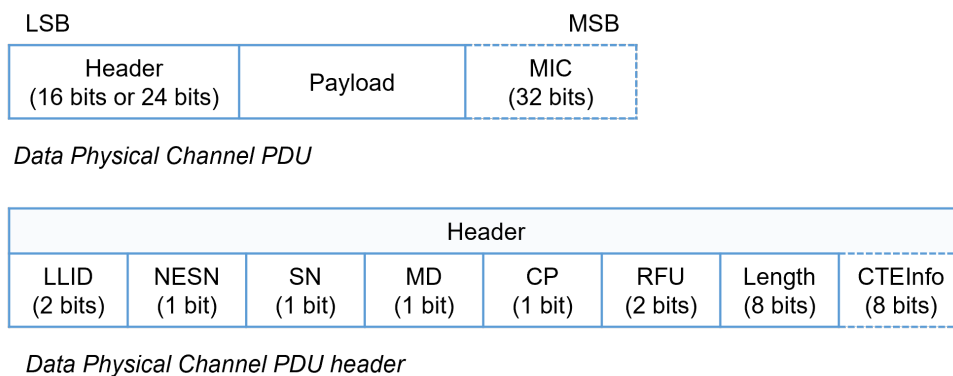 LSB MSB
Header Payload MIC
(16 bits or 24 bits) (32 bits)
Data Physical Channel PDU
Header
LLID NESN SN MD CP RFU Length CTEInfo
(2 bits) (1 bit) (1 bit) (1 bit) (1 bit) (2 bits) (8 bits) (8 bits)
Data Physical Channel PDU header